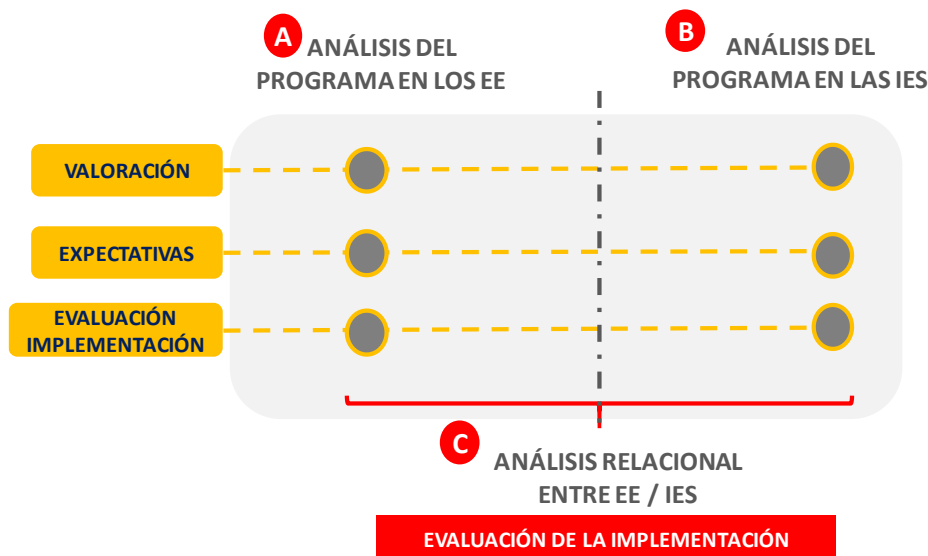 A
ANÁLISIS DEL
PROGRAMA EN LOS EE
B
ANÁLISIS DEL
PROGRAMA EN LAS IES
VALORACIÓN
EXPECTATIVAS
EVALUACIÓN
IMPLEMENTACIÓN
C
ANÁLISIS RELACIONAL
ENTRE EE / IES
EVALUACIÓN DE LA IMPLEMENTACIÓN